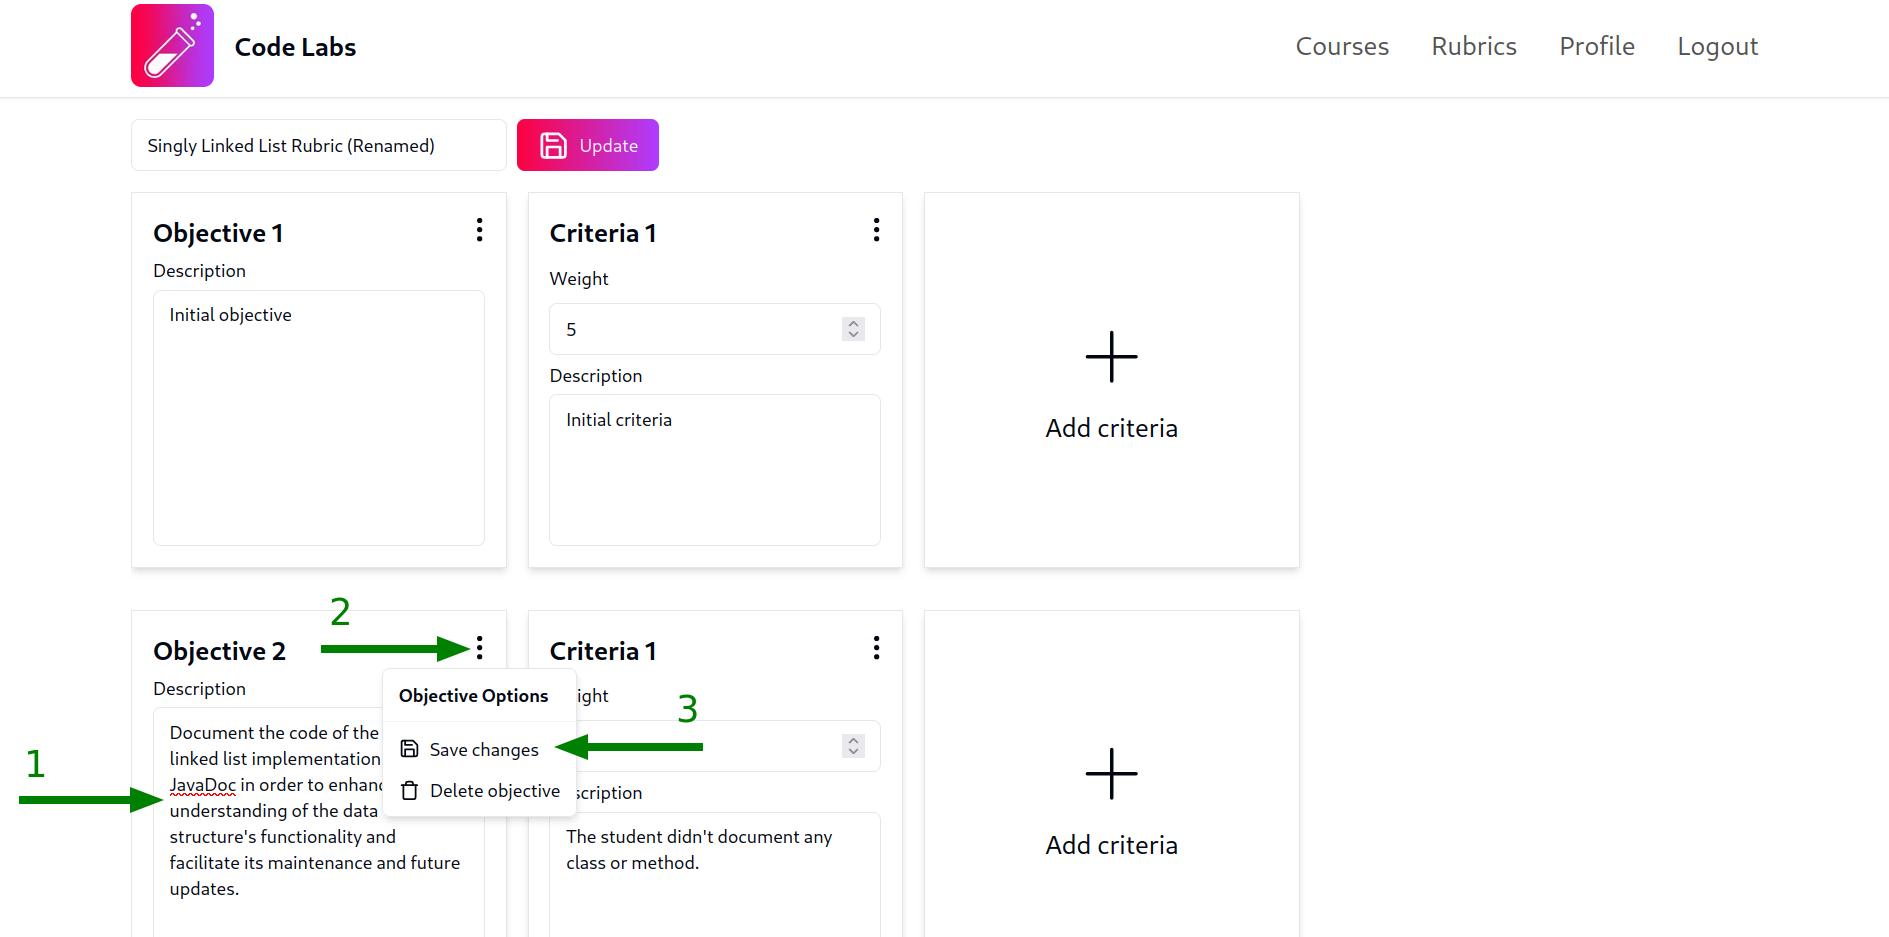 Code Labs
Courses
Rubrics
Profile
Logout
Singly Linked List Rubric (Renamed)
Update
Objective 1
Description
Initial objective
Criteria 1
Weight
5
Description
Initial criteria
Add criteria
2
Objective 2
Description
Document the code of the
linked list implementation
JavaDoc in order to
understanding of the data
structure's functionality and
facilitate its maintenance and future
updates.
1
Objective Options
Save changes
Delete objective
3
Criteria 1
The student didn't document any
class or method.
Add criteria